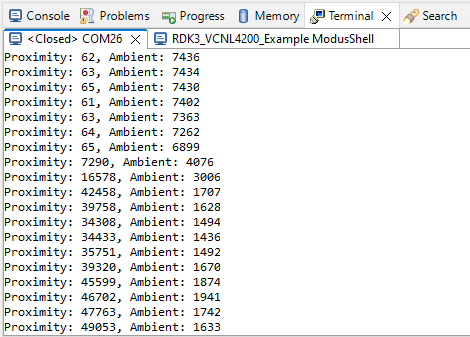 Console Problems Progress Memory Terminal Search
<Closed> COM26 RDK3_VCNL4200_Example ModusShell
Proximity: 62, Ambient: 7436
Proximity: 63, Ambient: 7434
Proximity: 65, Ambient: 7430
Proximity: 61, Ambient: 7402
Proximity: 63, Ambient: 7363
Proximity: 64, Ambient: 7262
Proximity: 65, Ambient: 6899
Proximity: 7290, Ambient: 4076
Proximity: 16578, Ambient: 3006
Proximity: 42458, Ambient: 1707
Proximity: 39758, Ambient: 1628
Proximity: 34308, Ambient: 1494
Proximity: 34433, Ambient: 1436
Proximity: 35751, Ambient: 1492
Proximity: 39320, Ambient: 1670
Proximity: 45599, Ambient: 1874
Proximity: 46702, Ambient: 1941
Proximity: 47763, Ambient: 1742
Proximity: 49053, Ambient: 1633